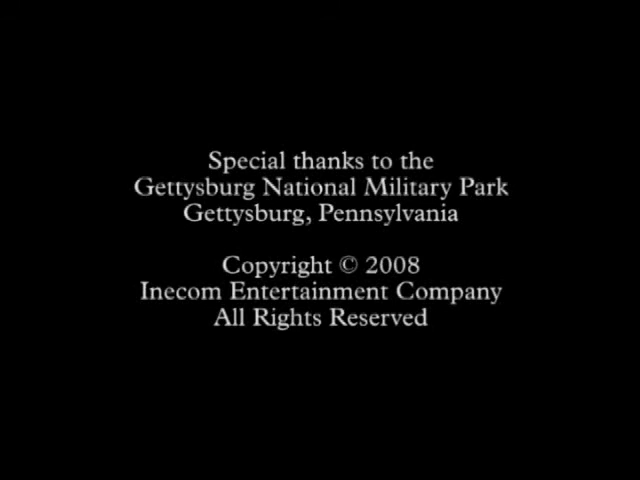 Special thanks to the
Gettysburg National Military Park
Gettysburg, Pennsylvania
Copyright © 2008
Inecom Entertainment Company
All Rights Reserved